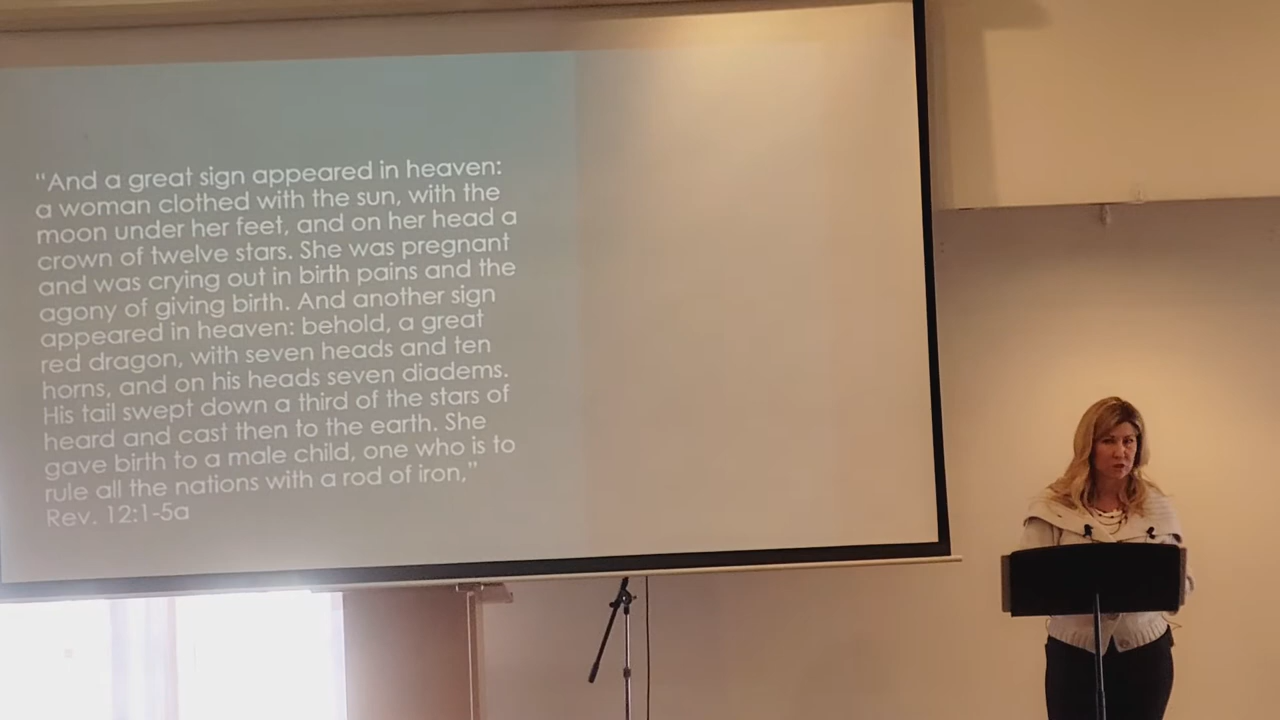 “And a great sign appeared in heaven:
a woman clothed with the sun, with the
moon under her feet, and on her head a
crown of twelve stars. She was pregnant
and was crying out in birth pains and the
agony of giving birth. And another sign
appeared in heaven: behold, a great
red dragon, with seven heads and ten
horns, and on his heads seven diadems.
His tail swept down a third of the stars of
heard and cast then to the earth. She
gave birth to a male child, one who is to
rule all the nations with a rod of iron,”
Rev. 12:1-5a